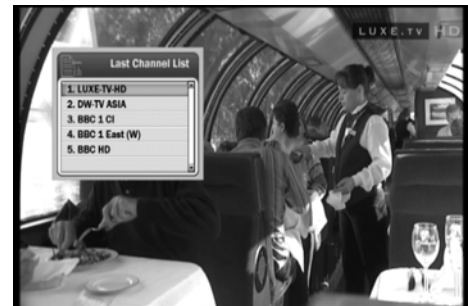 LUXE.TV HD
Last Channel List
1. LUXE-TV-HD
2. DW-TV ASIA
3. BBC 1 CI
4. BBC 1 East (W)
5. BBC HD